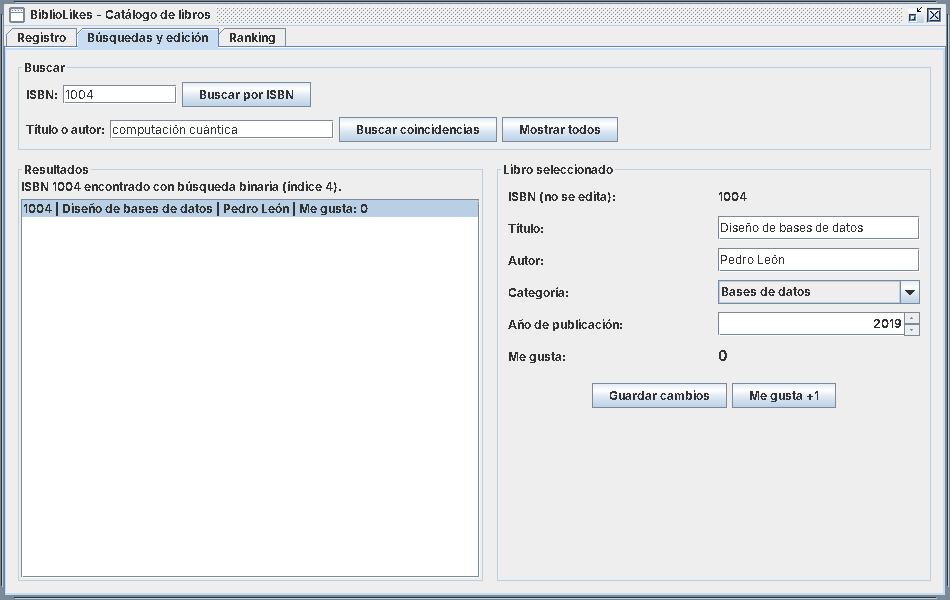 BiblioLikes - Catálogo de libros
Registro Búsquedas y edición Ranking
Buscar
ISBN: 1004 Buscar por ISBN
Título o autor: computación cuántica Buscar coincidencias Mostrar todos
Resultados
ISBN 1004 encontrado con búsqueda binaria (índice 4).
1004 | Diseño de bases de datos | Pedro León | Me gusta: 0
Libro seleccionado
ISBN (no se edita): 1004
Título: Diseño de bases de datos
Autor: Pedro León
Categoría: Bases de datos
Año de publicación: 2019
Me gusta: 0
Guardar cambios Me gusta +1